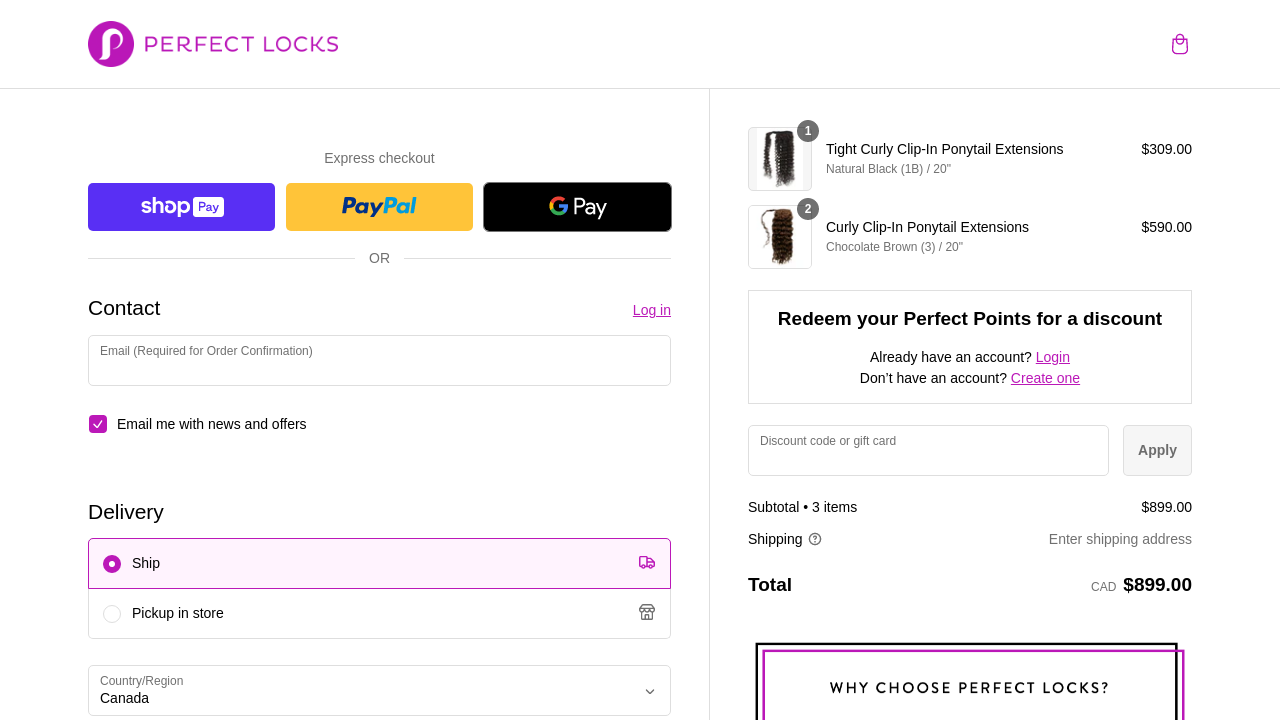 PERFECT LOCKS
Express checkout
shop Pay
PayPal
G Pay
OR
Contact
Log in
Email (Required for Order Confirmation)
Email me with news and offers
Delivery
Ship
Pickup in store
Country/Region
Canada
1
Tight Curly Clip-In Ponytail Extensions
$309.00
Natural Black (1B) / 20"
2
Curly Clip-In Ponytail Extensions
$590.00
Chocolate Brown (3) / 20"
Redeem your Perfect Points for a discount
Already have an account? Login
Don’t have an account? Create one
Discount code or gift card
Apply
Subtotal • 3 items
$899.00
Shipping
Enter shipping address
Total
CAD $899.00
WHY CHOOSE PERFECT LOCKS?